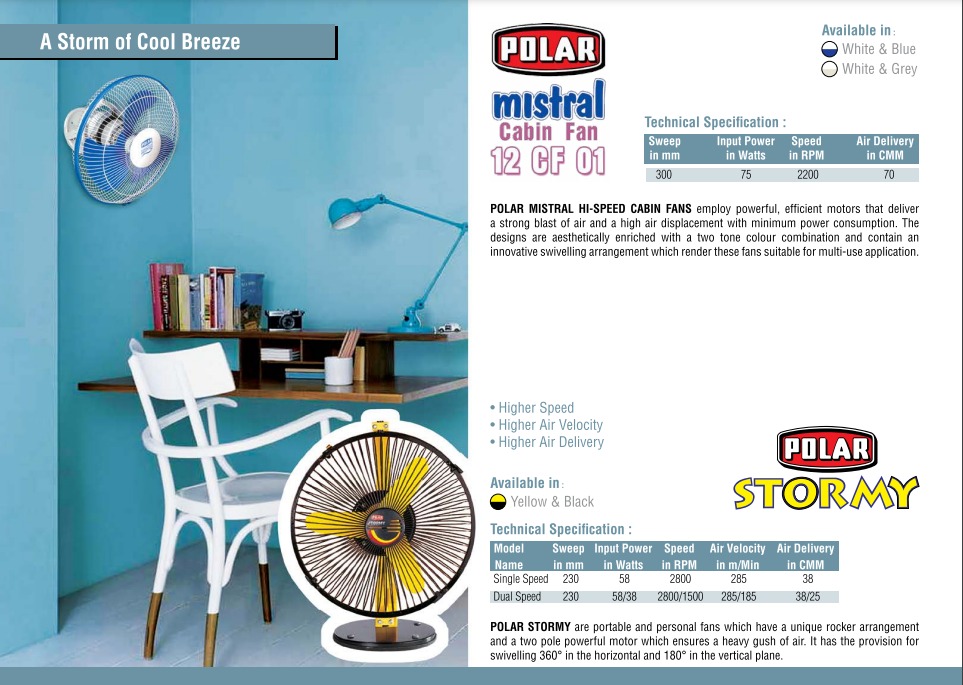 A Storm of Cool Breeze
POLAR
POLAR
mistral
Cabin Fan
12 CF 01
Available in :
White & Blue
White & Grey
Technical Specification :
Sweep in mm Input Power in Watts Speed in RPM Air Delivery in CMM
300 75 2200 70
POLAR MISTRAL HI-SPEED CABIN FANS employ powerful, efficient motors that deliver
a strong blast of air and a high air displacement with minimum power consumption. The
designs are aesthetically enriched with a two tone colour combination and contain an
innovative swivelling arrangement which render these fans suitable for multi-use application.
• Higher Speed
• Higher Air Velocity
• Higher Air Delivery
POLAR
STORMY
Available in :
Yellow & Black
POLAR
STORMY
Technical Specification :
Model Name Sweep in mm Input Power in Watts Speed in RPM Air Velocity in m/Min Air Delivery in CMM
Single Speed 230 58 2800 285 38
Dual Speed 230 58/38 2800/1500 285/185 38/25
POLAR STORMY are portable and personal fans which have a unique rocker arrangement
and a two pole powerful motor which ensures a heavy gush of air. It has the provision for
swivelling 360° in the horizontal and 180° in the vertical plane.